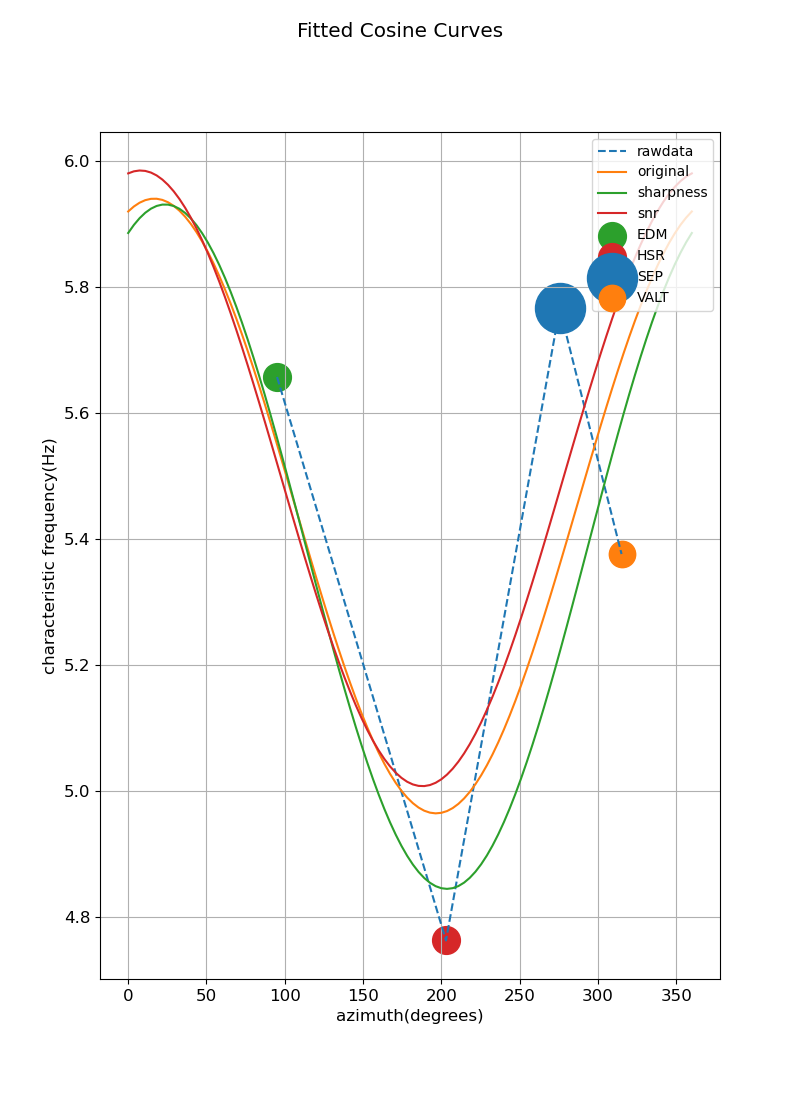 Fitted Cosine Curves
characteristic frequency(Hz)
6.0
5.8
5.6
5.4
5.2
5.0
4.8
rawdata
original
sharpness
snr
EDM
HSR
SEP
VALT
0 50 100 150 200 250 300 350
azimuth(degrees)